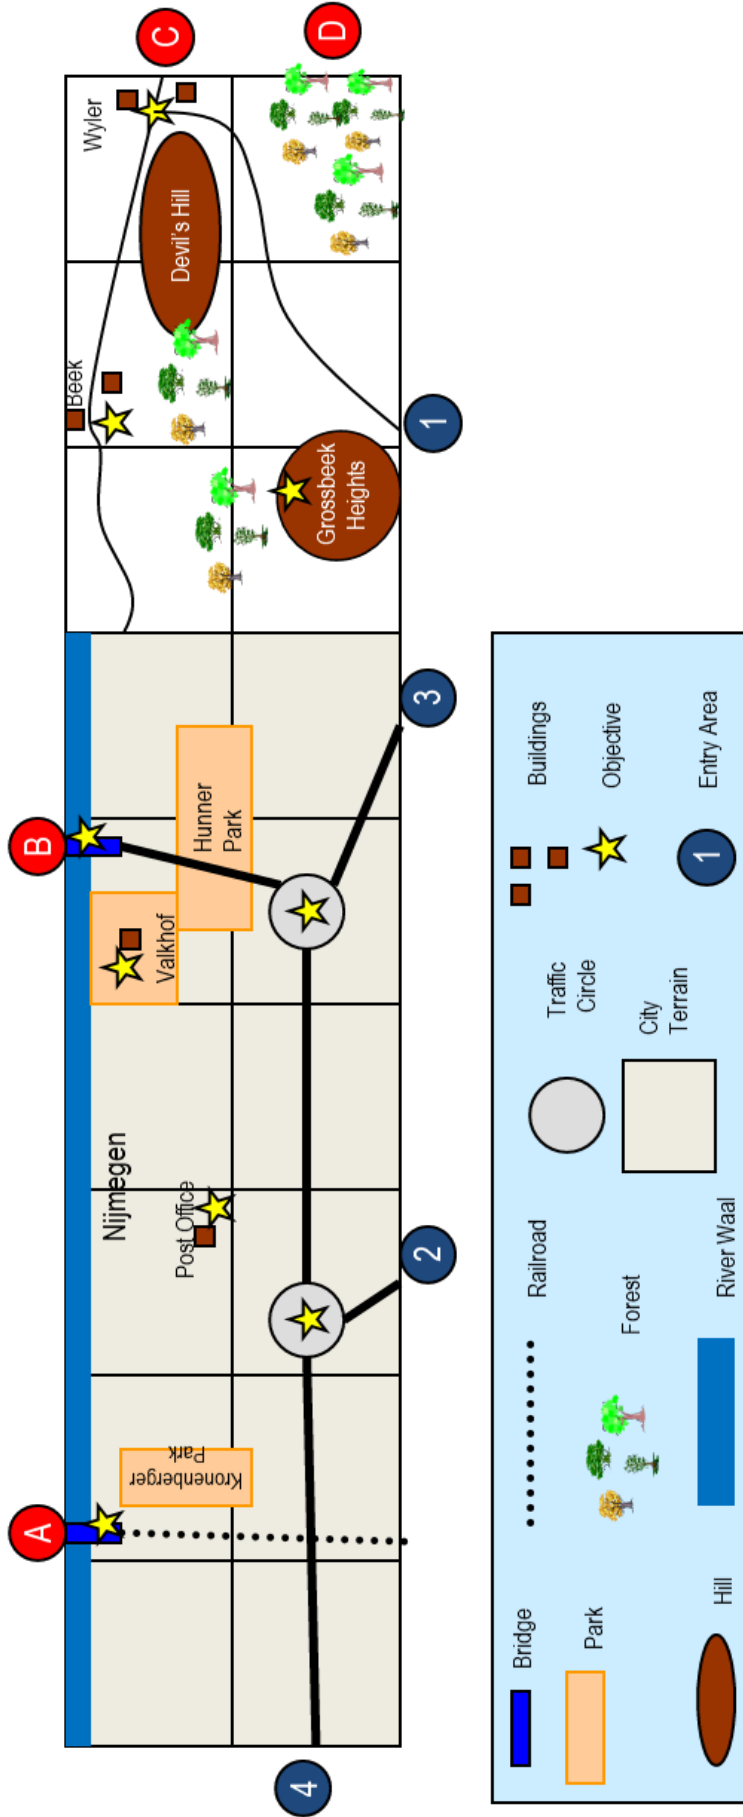 A
B
C
D
Nijmegen
Valkhof
Hunner
Park
Kronenberger
Park
Post Office
Beek
Wyler
Devil's Hill
Grossbeek
Heights
4
2
3
1
Bridge
Railroad
Traffic
Circle
Buildings
Park
Forest
City
Terrain
Objective
Hill
River Waal
1
Entry Area